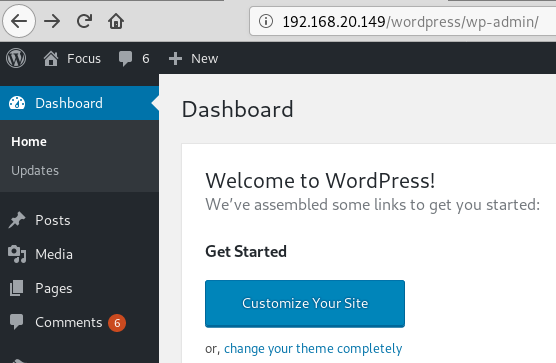 192.168.20.149/wordpress/wp-admin/
Focus 6 New
Dashboard
Home
Updates
Posts
Media
Pages
Comments 6
Dashboard
Welcome to WordPress!
We've assembled some links to get you started:
Get Started
Customize Your Site
or, change your theme completely